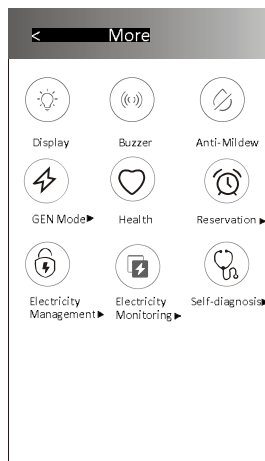 < More
Display Buzzer Anti-Mildew
GEN Mode▶ Health Reservation ▶
Electricity Electricity Self-diagnosis▶
Management▶ Monitoring▶